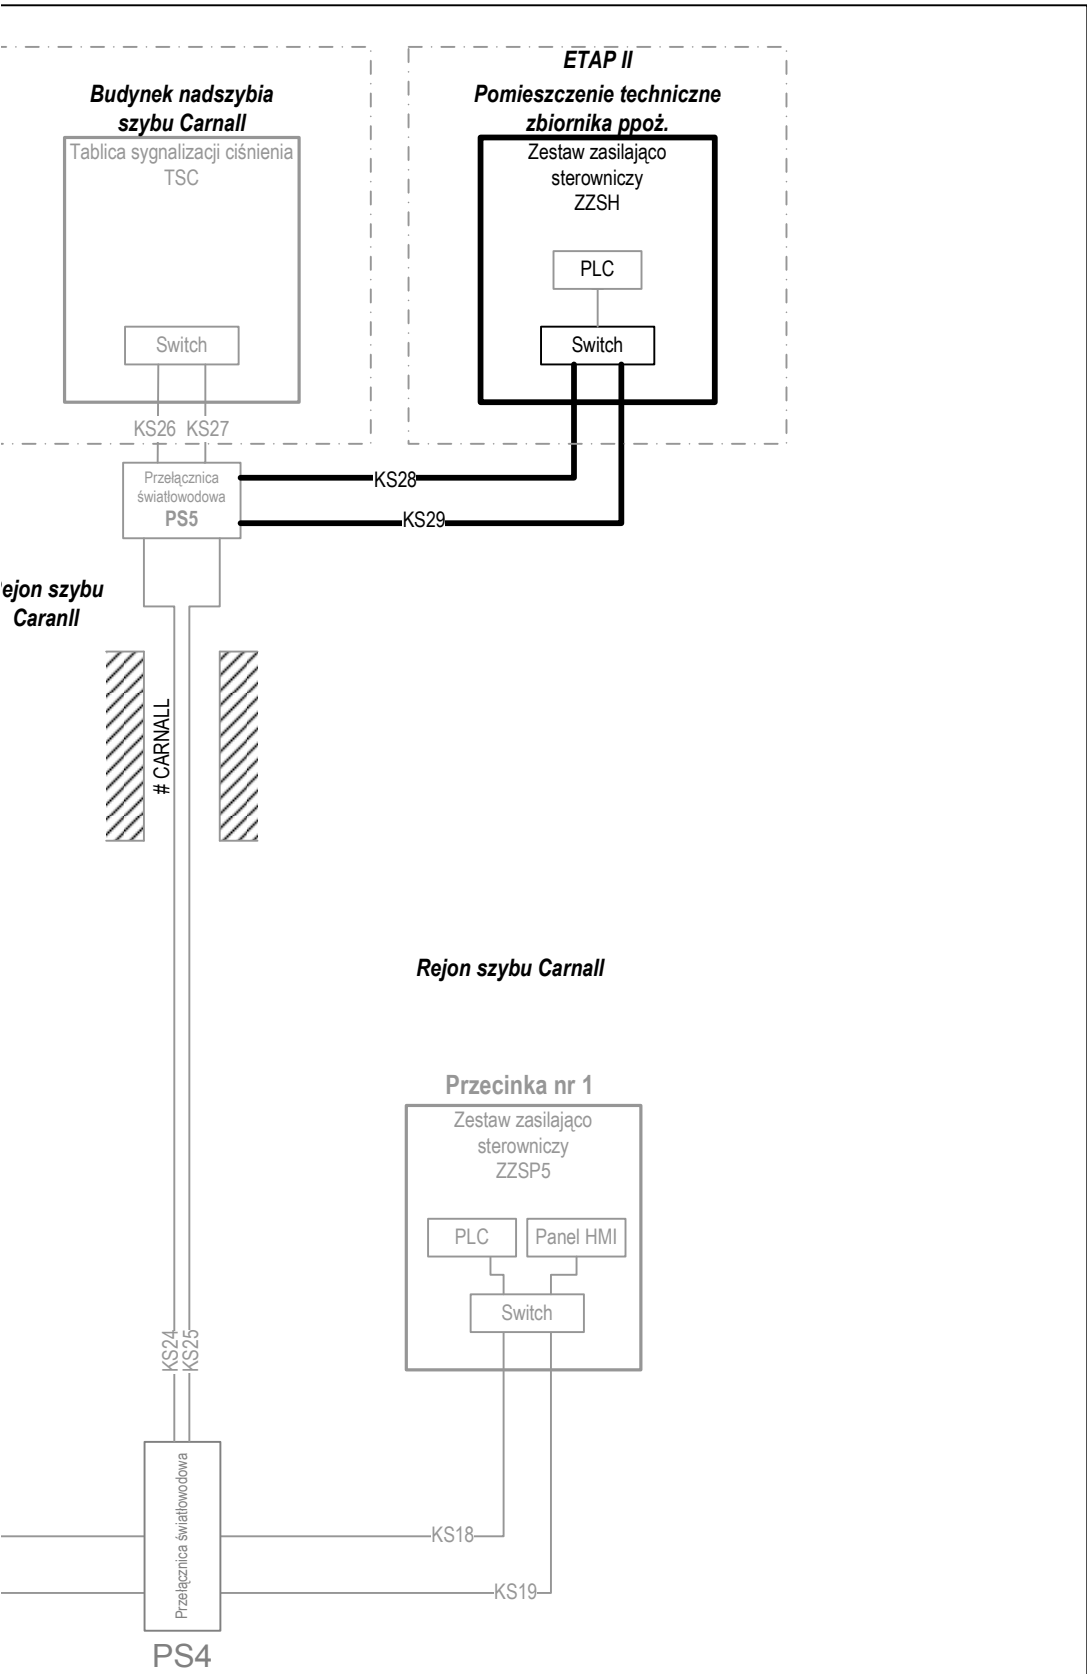 Budynek nadszybia
szybu Carnall
Tablica sygnalizacji ciśnienia
TSC
Switch
KS26
KS27
ETAP II
Pomieszczenie techniczne
zbiornika ppoż.
Zestaw zasilająco
sterowniczy
ZZSH
PLC
Switch
KS28
KS29
Przełącznica
światłowodowa
PS5
ejon szybu
Caranll
# CARNALL
Rejon szybu Carnall
Przecinka nr 1
Zestaw zasilająco
sterowniczy
ZZSP5
PLC
Panel HMI
Switch
KS24
KS25
Przełącznica światłowodowa
KS18
KS19
PS4